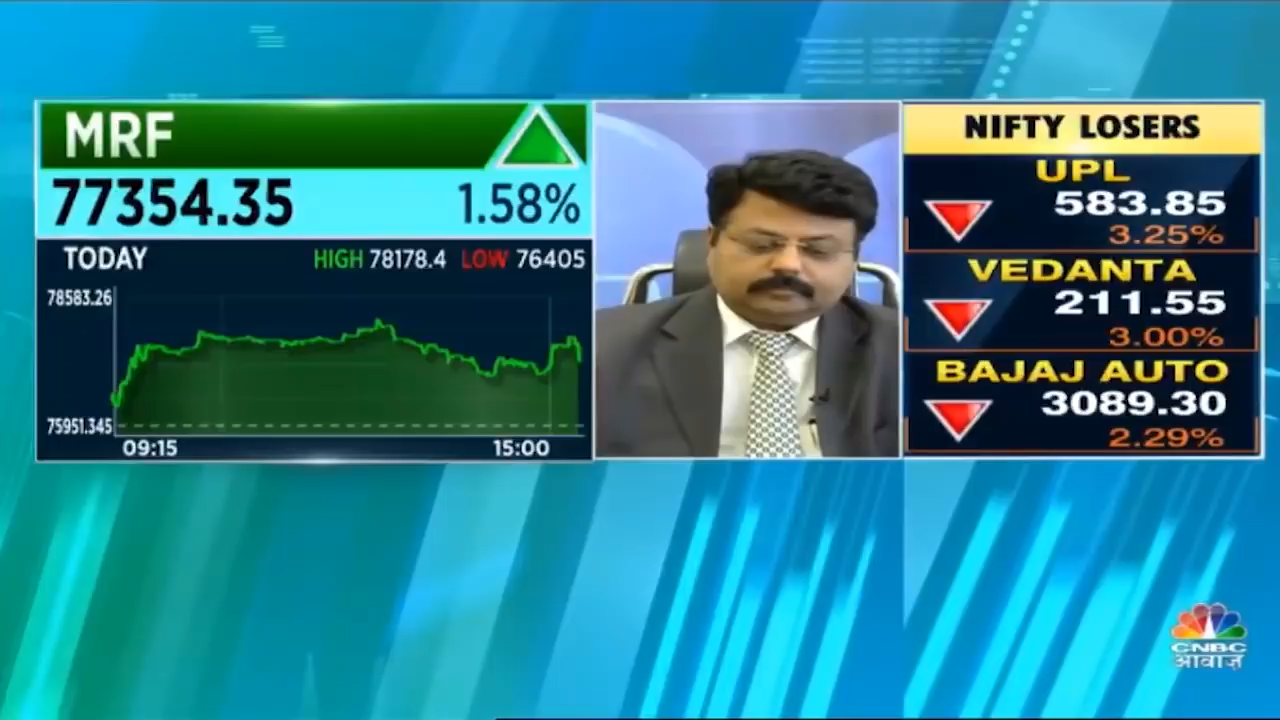 MRF
77354.35 1.58%
TODAY HIGH 78178.4 LOW 76405
78583.26
75951.345
09:15 15:00
NIFTY LOSERS
UPL
583.85
3.25%
VEDANTA
211.55
3.00%
BAJAJ AUTO
3089.30
2.29%
CNBC
आवाज़